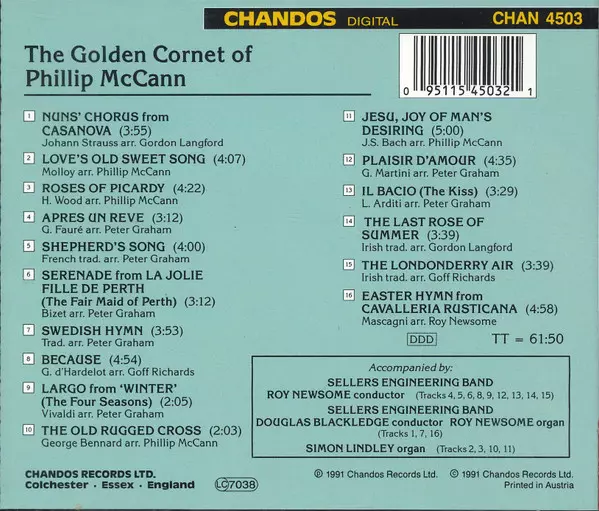 CHANDOS DIGITAL CHAN 4503
The Golden Cornet of
Phillip McCann
0 95115 45032 1
1 NUNS' CHORUS from
CASANOVA (3:55)
Johann Strauss arr. Gordon Langford
2 LOVE'S OLD SWEET SONG (4:07)
Molloy arr. Phillip McCann
3 ROSES OF PICARDY (4:22)
H. Wood arr. Phillip McCann
4 APRES UN REVE (3:12)
G. Fauré arr. Peter Graham
5 SHEPHERD'S SONG (4:00)
French trad. arr. Peter Graham
6 SERENADE from LA JOLIE
FILLE DE PERTH
(The Fair Maid of Perth) (3:12)
Bizet arr. Peter Graham
7 SWEDISH HYMN (3:53)
Trad. arr. Peter Graham
8 BECAUSE (4:54)
G. d'Hardelot arr. Goff Richards
9 LARGO from 'WINTER'
(The Four Seasons) (2:05)
Vivaldi arr. Peter Graham
10 THE OLD RUGGED CROSS (2:03)
George Bennard arr. Phillip McCann
11 JESU, JOY OF MAN'S
DESIRING (5:00)
J.S. Bach arr. Phillip McCann
12 PLAISIR D'AMOUR (4:35)
G. Martini arr. Peter Graham
13 IL BACIO (The Kiss) (3:29)
L. Arditi arr. Peter Graham
14 THE LAST ROSE OF
SUMMER (3:39)
Irish trad. arr. Gordon Langford
15 THE LONDONDERRY AIR (3:39)
Irish trad. arr. Goff Richards
16 EASTER HYMN from
CAVALLERIA RUSTICANA (4:58)
Mascagni arr. Roy Newsome
DDD TT = 61:50
Accompanied by:
SELLERS ENGINEERING BAND
ROY NEWSOME conductor (Tracks 4, 5, 6, 8, 9, 12, 13, 14, 15)
SELLERS ENGINEERING BAND
DOUGLAS BLACKLEDGE conductor ROY NEWSOME organ
(Tracks 1, 7, 16)
SIMON LINDLEY organ (Tracks 2, 3, 10, 11)
CHANDOS RECORDS LTD.
Colchester · Essex · England
LC 7038
℗ 1991 Chandos Records Ltd. © 1991 Chandos Records Ltd.
Printed in Austria